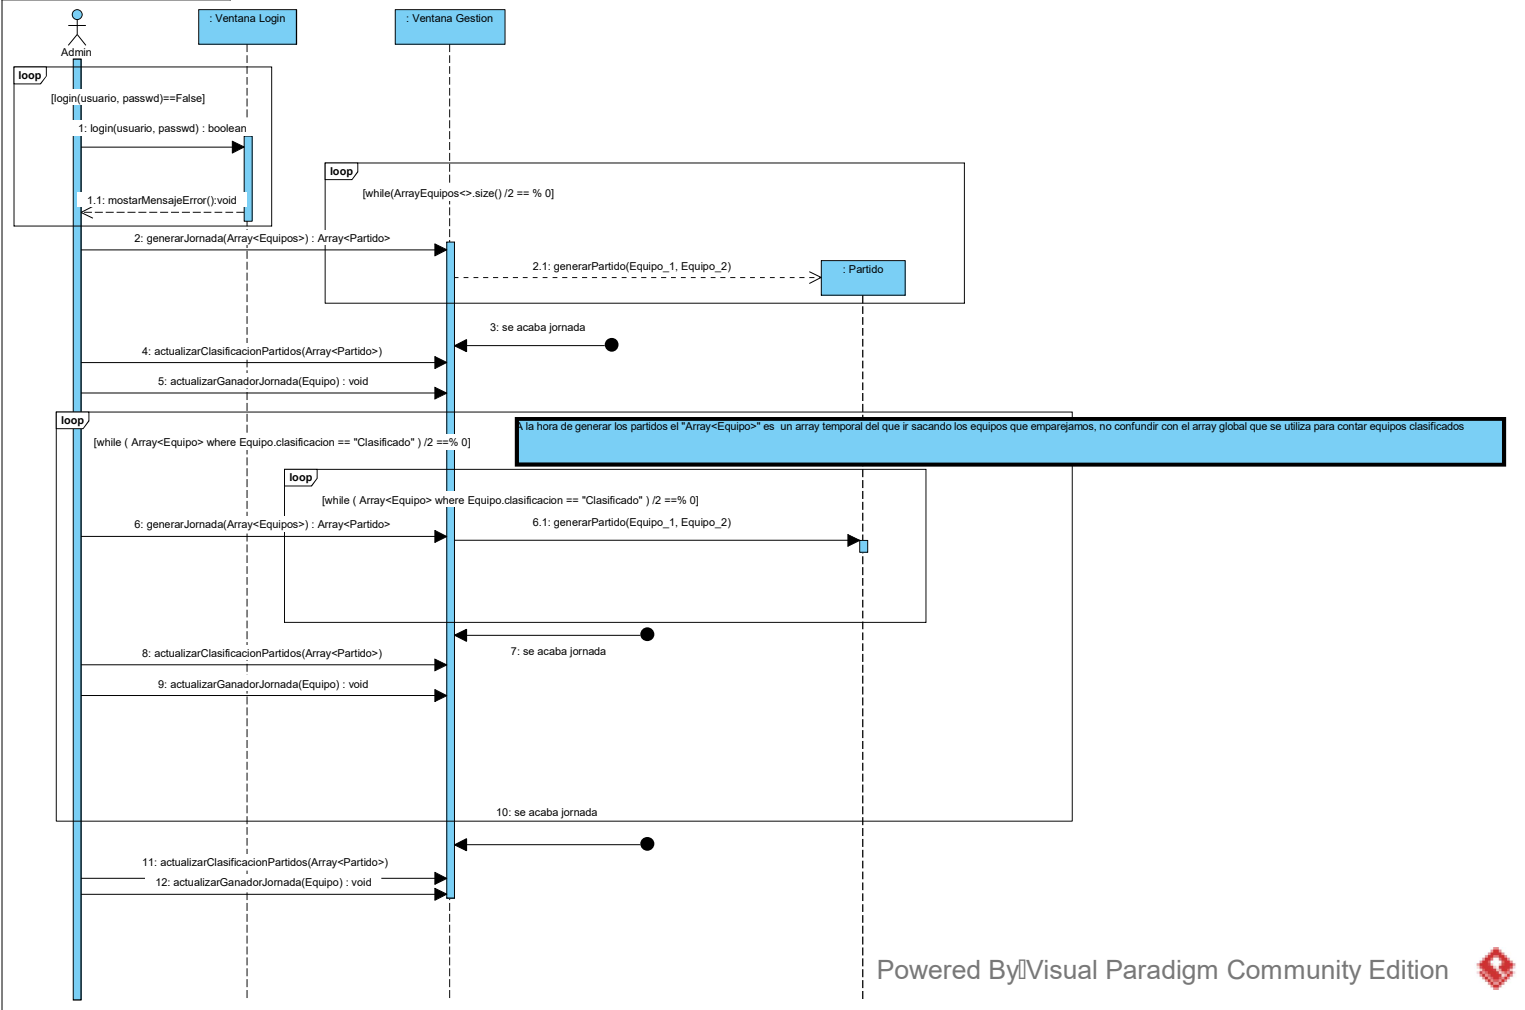 : Ventana Login
: Ventana Gestion
Admin
loop
[login(usuario, passwd)==False]
1: login(usuario, passwd) : boolean
loop
[while(ArrayEquipos<>.size() /2 == % 0]
1.1: mostarMensajeError():void
2: generarJornada(Array<Equipos>) : Array<Partido>
2.1: generarPartido(Equipo_1, Equipo_2)
: Partido
3: se acaba jornada
4: actualizarClasificacionPartidos(Array<Partido>)
5: actualizarGanadorJornada(Equipo) : void
loop
A la hora de generar los partidos el "Array<Equipo>" es un array temporal del que ir sacando los equipos que emparejamos, no confundir con el array global que se utiliza para contar equipos clasificados
[while ( Array<Equipo> where Equipo.clasificacion == "Clasificado" ) /2 ==% 0]
loop
[while ( Array<Equipo> where Equipo.clasificacion == "Clasificado" ) /2 ==% 0]
6: generarJornada(Array<Equipos>) : Array<Partido>
6.1: generarPartido(Equipo_1, Equipo_2)
7: se acaba jornada
8: actualizarClasificacionPartidos(Array<Partido>)
9: actualizarGanadorJornada(Equipo) : void
10: se acaba jornada
11: actualizarClasificacionPartidos(Array<Partido>)
12: actualizarGanadorJornada(Equipo) : void
Powered By Visual Paradigm Community Edition